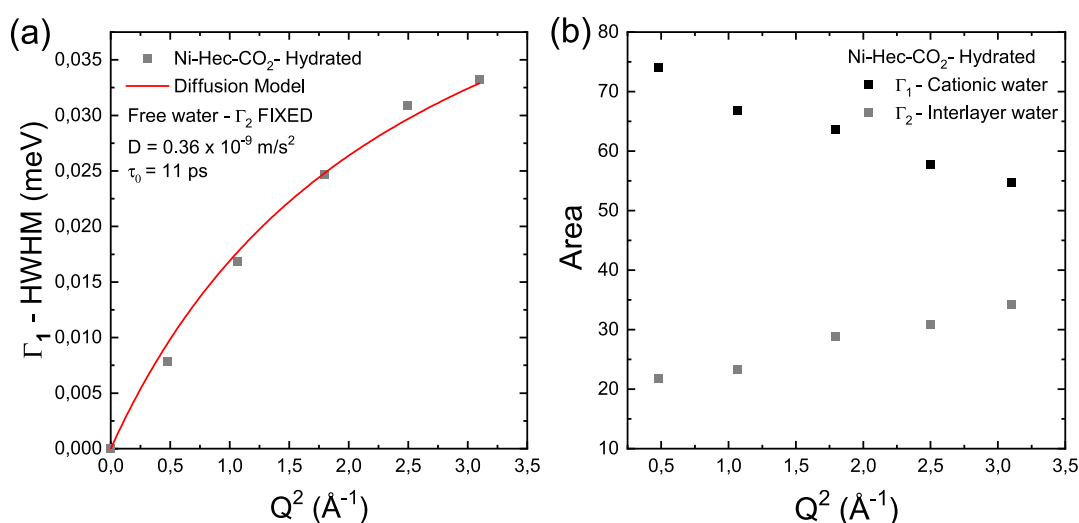 (a)
0,035
0,030
0,025
0,020
0,015
0,010
0,005
0,000
Γ1 - HWHM (meV)
Ni-Hec-CO2- Hydrated
Diffusion Model
Free water - Γ2 FIXED
D = 0.36 x 10-9 m/s2
τ0 = 11 ps
0,0 0,5 1,0 1,5 2,0 2,5 3,0 3,5
Q2 (Å-1)
(b)
80
70
60
50
40
30
20
10
Area
Ni-Hec-CO2- Hydrated
Γ1 - Cationic water
Γ2 - Interlayer water
0,5 1,0 1,5 2,0 2,5 3,0 3,5
Q2 (Å-1)